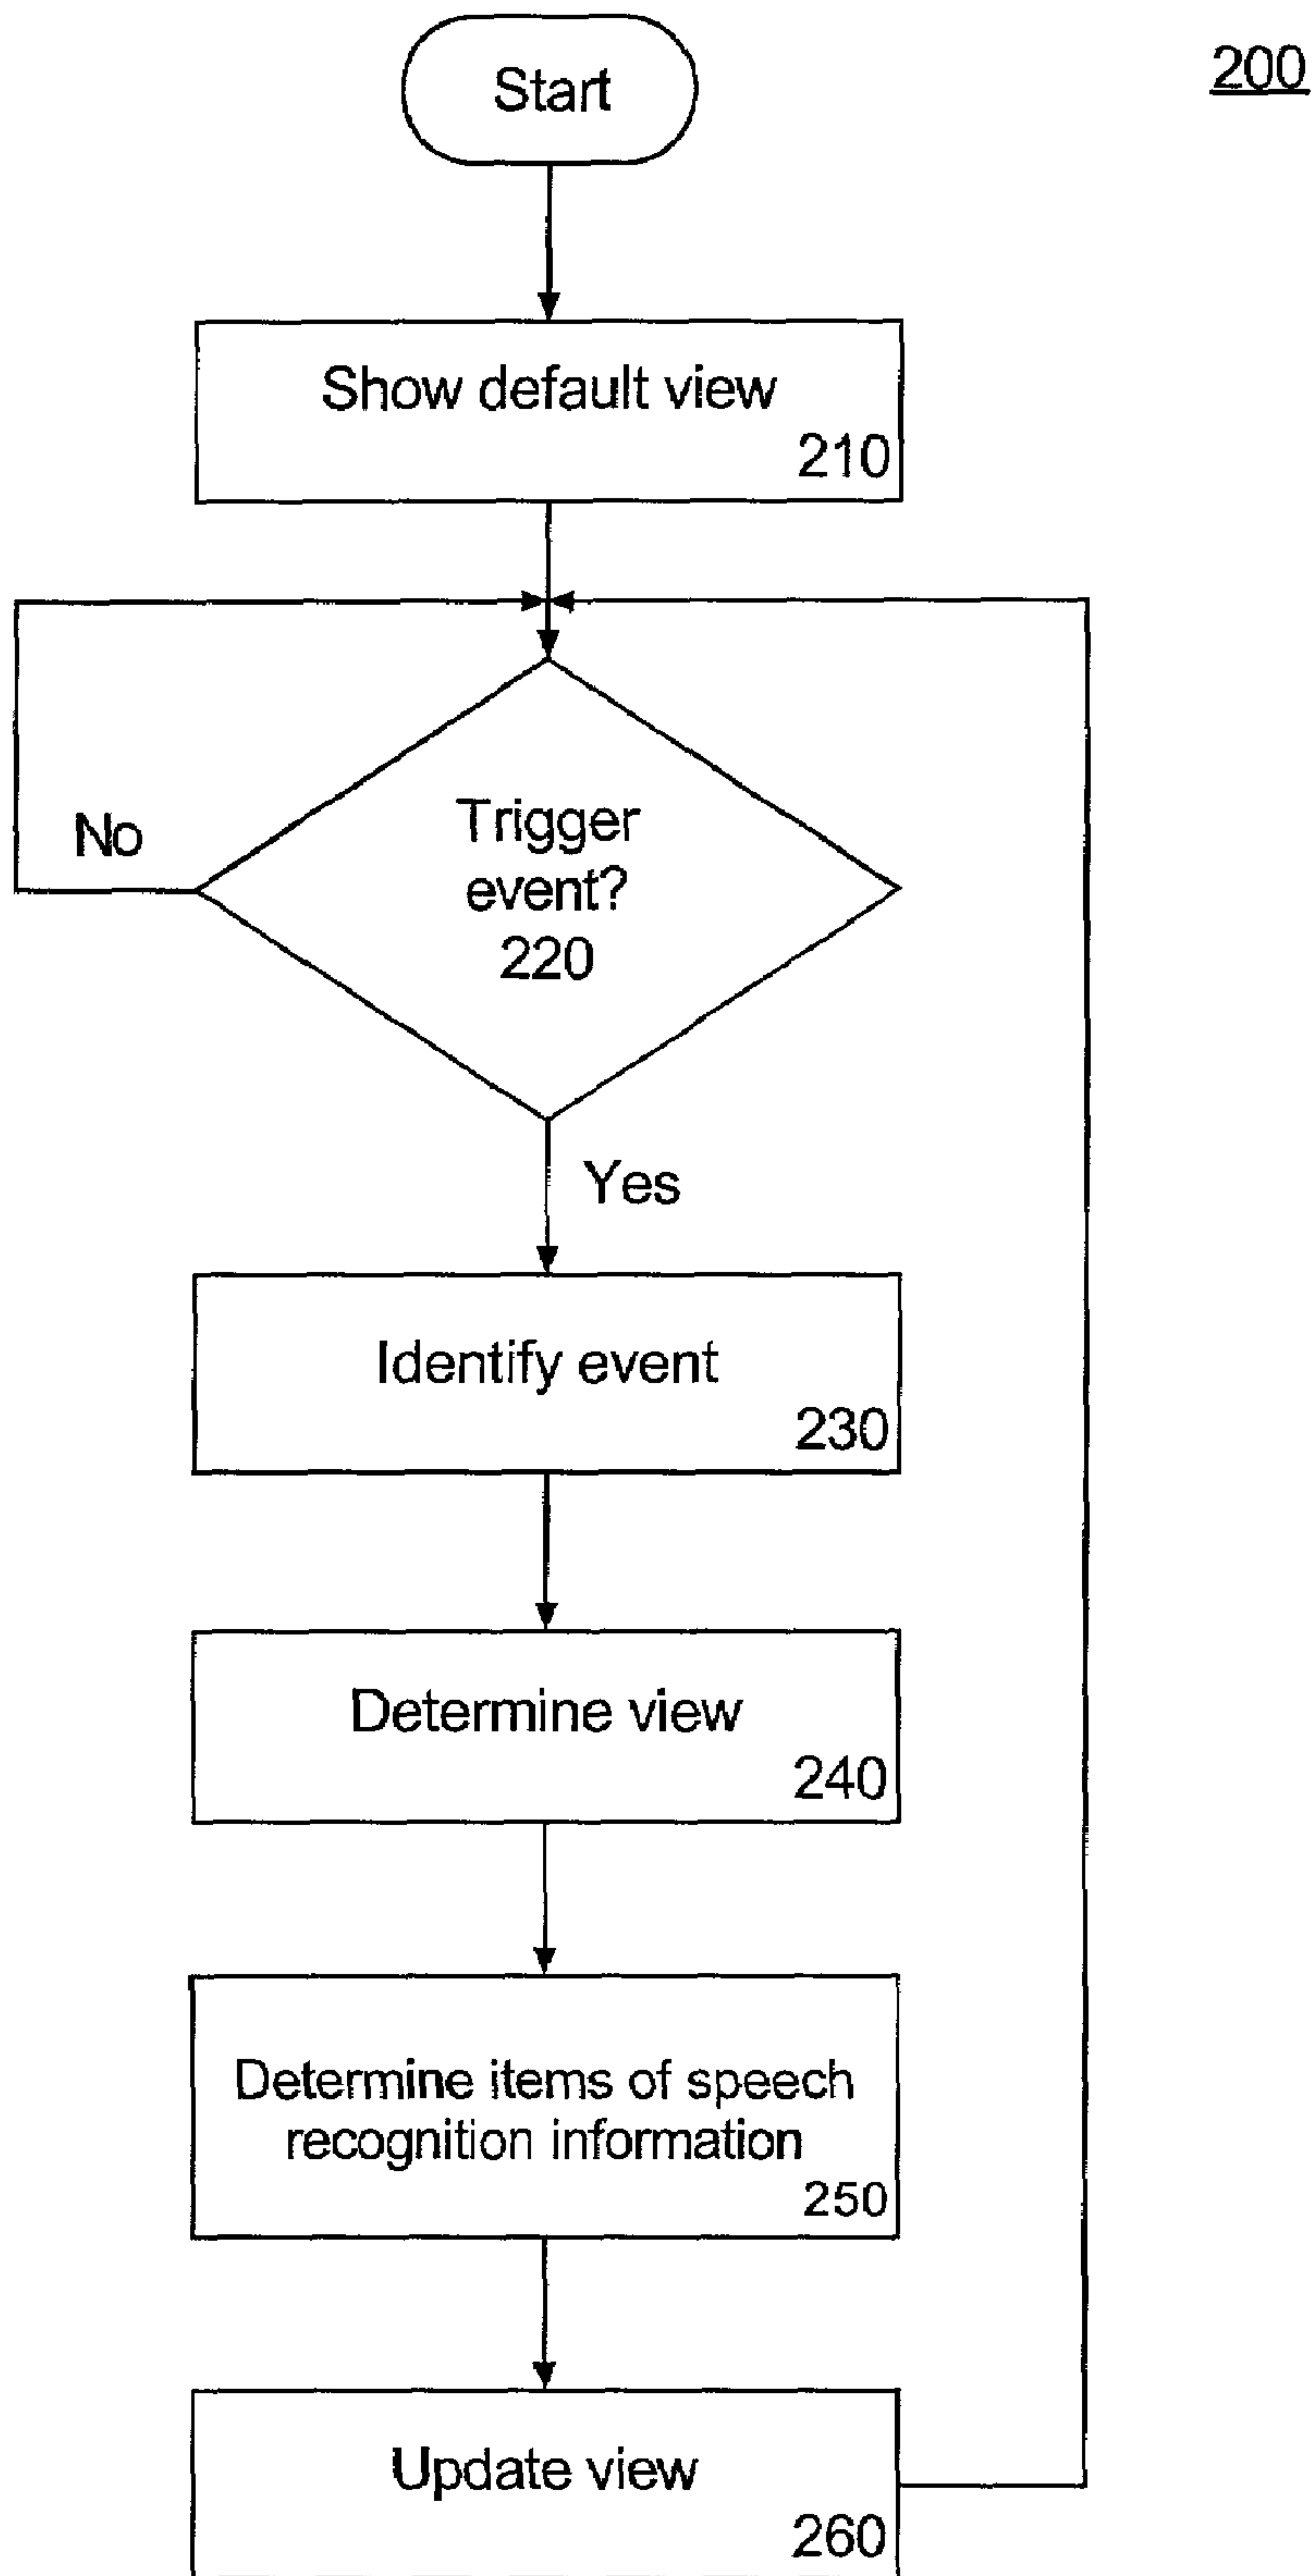 200
Start
Show default view
210
Trigger
event?
220
No
Yes
Identify event
230
Determine view
240
Determine items of speech
recognition information
250
Update view
260